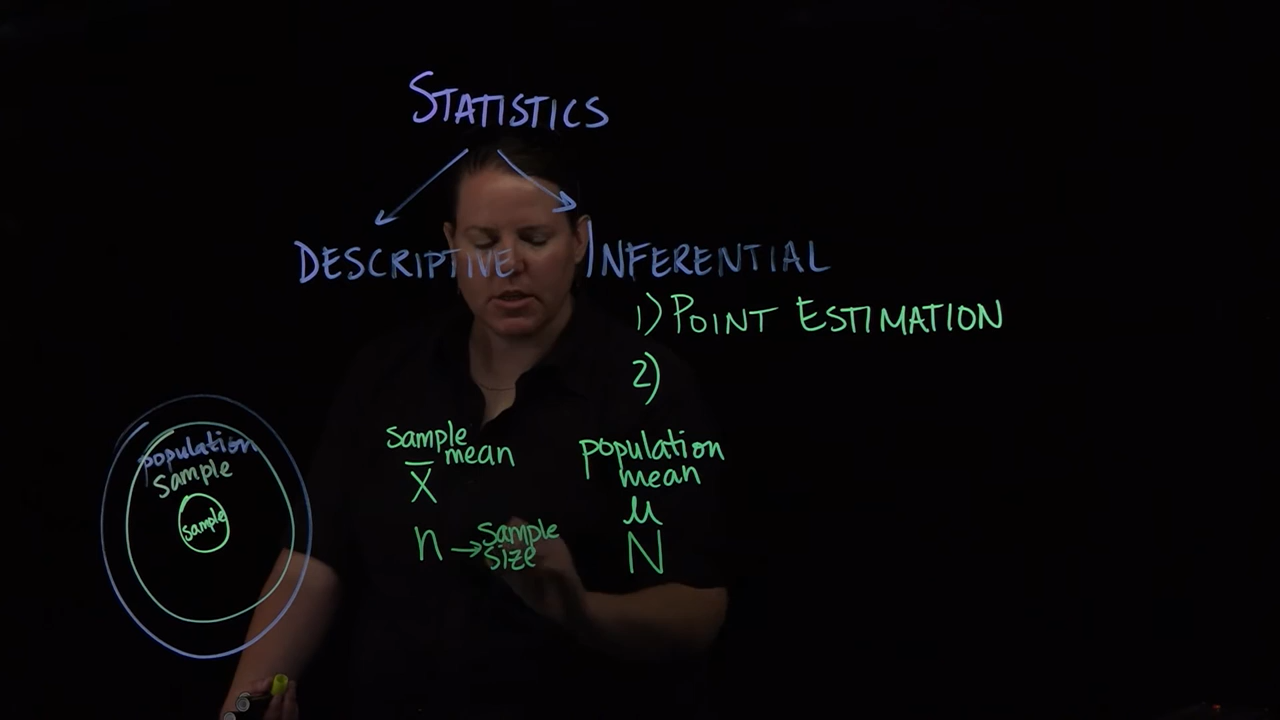 STATISTICS
DESCRIPTIVE INFERENTIAL
1) POINT ESTIMATION
2)
sample mean
x̄
n → sample size
population mean
μ
N
population
sample
sample